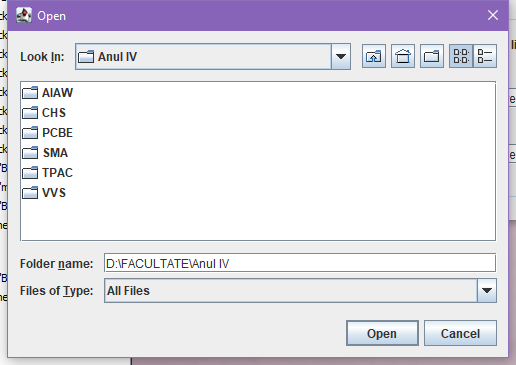 Open
Look In: Anul IV
AIAW
CHS
PCBE
SMA
TPAC
VVS
Folder name: D:\FACULTATE\Anul IV
Files of Type: All Files
Open Cancel